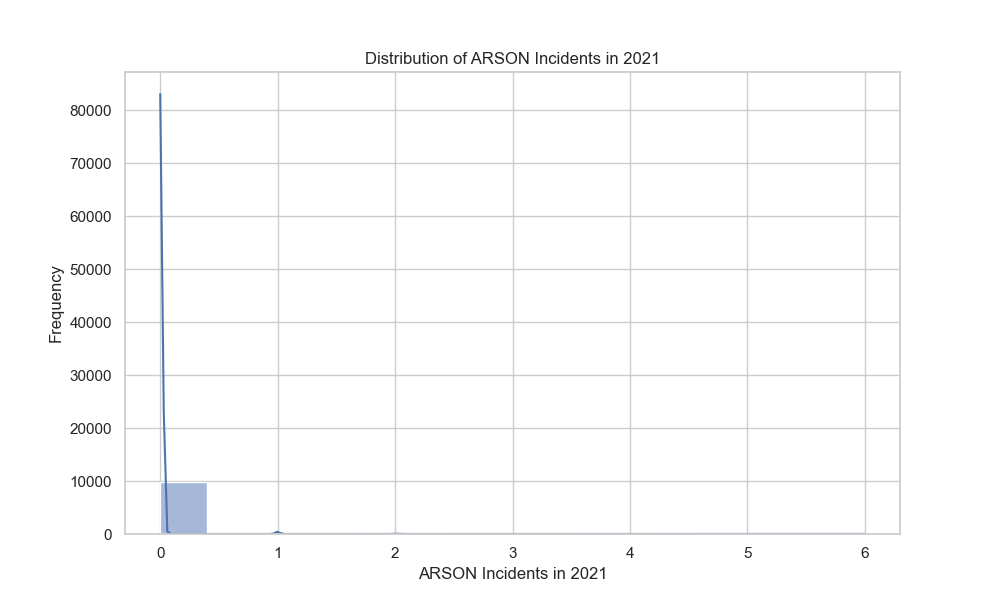 Distribution of ARSON Incidents in 2021
80000
70000
60000
50000
40000
30000
20000
10000
0
Frequency
0 1 2 3 4 5 6
ARSON Incidents in 2021